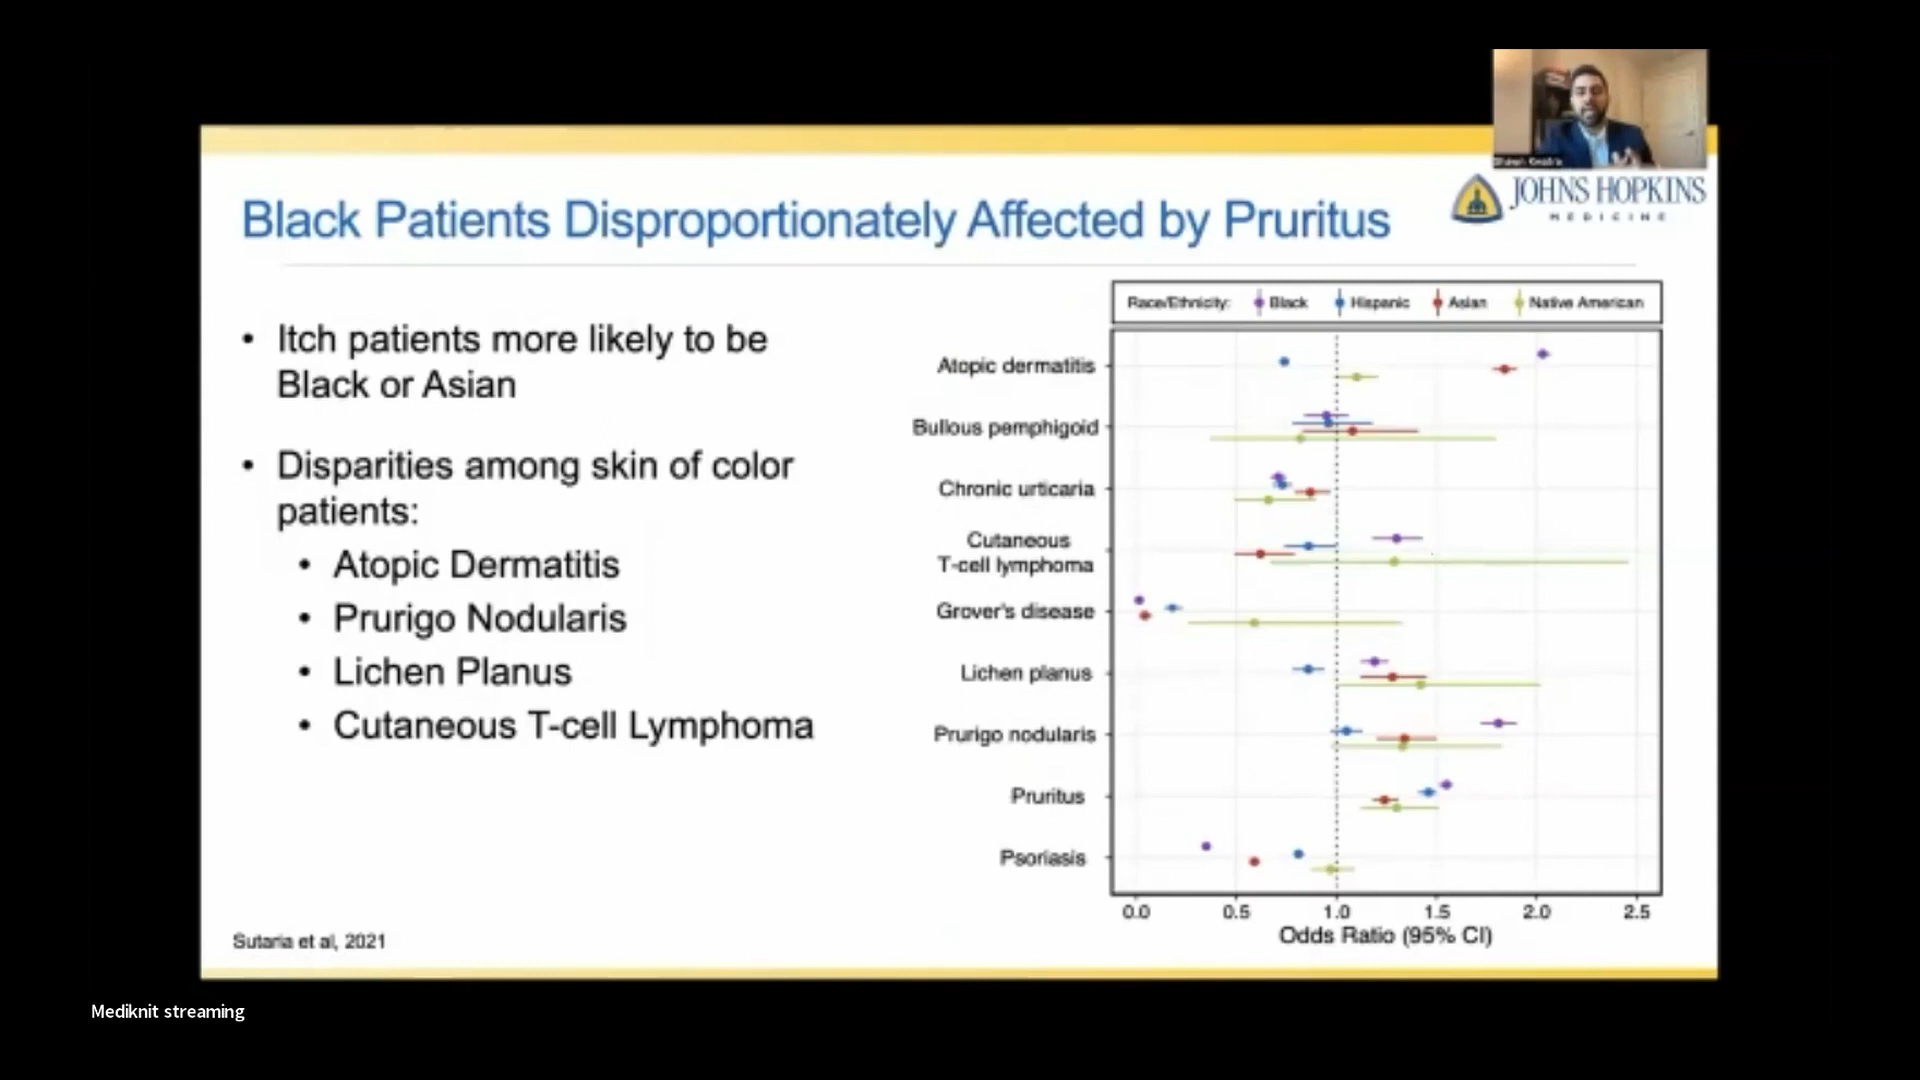 Shawn Kwatra
JOHNS HOPKINS
MEDICINE
Black Patients Disproportionately Affected by Pruritus
• Itch patients more likely to be
Black or Asian
• Disparities among skin of color
patients:
• Atopic Dermatitis
• Prurigo Nodularis
• Lichen Planus
• Cutaneous T-cell Lymphoma
Sutaria et al, 2021
Race/Ethnicity: Black Hispanic Asian Native American
Atopic dermatitis
Bullous pemphigoid
Chronic urticaria
Cutaneous
T-cell lymphoma
Grover's disease
Lichen planus
Prurigo nodularis
Pruritus
Psoriasis
0.0 0.5 1.0 1.5 2.0 2.5
Odds Ratio (95% CI)
Mediknit streaming